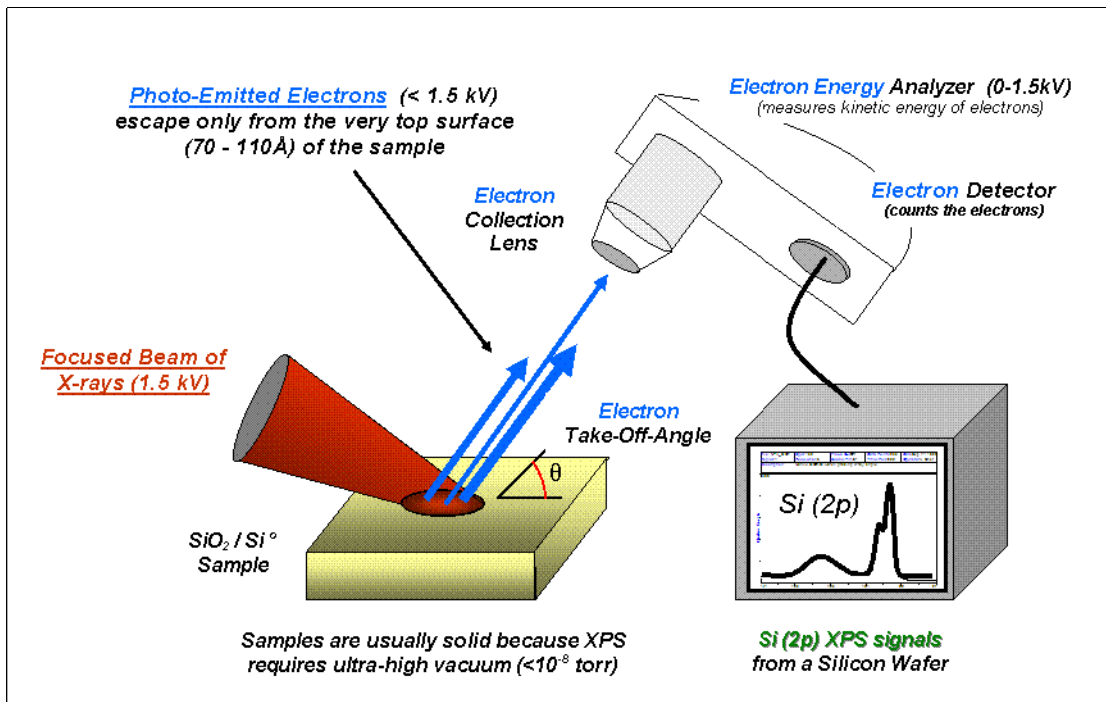 Photo-Emitted Electrons (< 1.5 kV)
escape only from the very top surface
(70 - 110Å) of the sample
Electron Energy Analyzer (0-1.5kV)
(measures kinetic energy of electrons)
Electron Detector
(counts the electrons)
Electron
Collection
Lens
Focused Beam of
X-rays (1.5 kV)
Electron
Take-Off-Angle
θ
SiO₂ / Si°
Sample
Si (2p)
Samples are usually solid because XPS
requires ultra-high vacuum (<10⁻⁸ torr)
Si (2p) XPS signals
from a Silicon Wafer